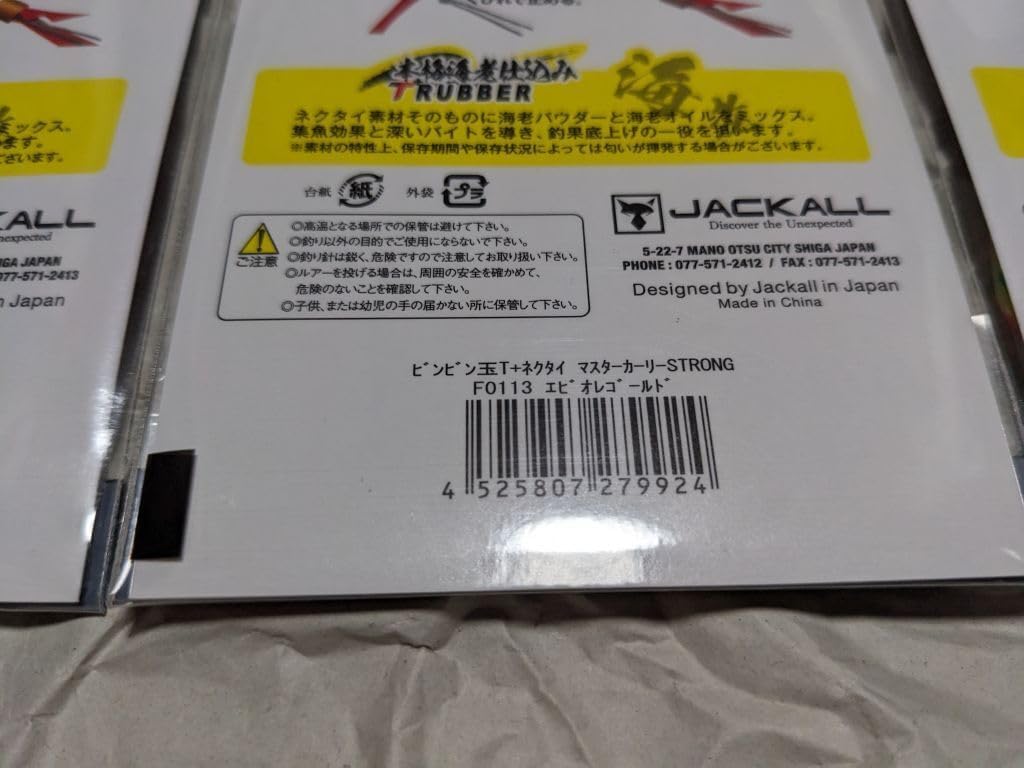 くびれて止める。
本格海老仕込み
T RUBBER
海老
ネクタイ素材そのものに海老パウダーと海老オイルをミックス。
集魚効果と深いバイトを導き、釣果底上げの一役を担います。
※素材の特性上、保存期間や保存状況によっては匂いが揮発する場合がございます。
台紙 紙 外袋 プラ
ご注意
◎高温となる場所での保管は避けて下さい。
◎釣り以外の目的でご使用にならないで下さい。
◎釣り針は鋭く、危険ですので注意してお取り扱い下さい。
◎ルアーを投げる場合は、周囲の安全を確かめて、
危険のないことを確認して下さい。
◎子供、または幼児の手の届かない所に保管して下さい。
JACKALL
Discover the Unexpected
5-22-7 MANO OTSU CITY SHIGA JAPAN
PHONE : 077-571-2412 / FAX : 077-571-2413
Designed by Jackall in Japan
Made in China
ﾋﾞﾝﾋﾞﾝ玉T+ﾈｸﾀｲ ﾏｽﾀｰｶｰﾘｰSTRONG
F0113 ｴﾋﾞｵﾚｺﾞｰﾙﾄﾞ
4 525807 279924
ミックス。
ます。
ございます。
KALL
nexpected
IGA JAPAN
077-571-2413
n Japan